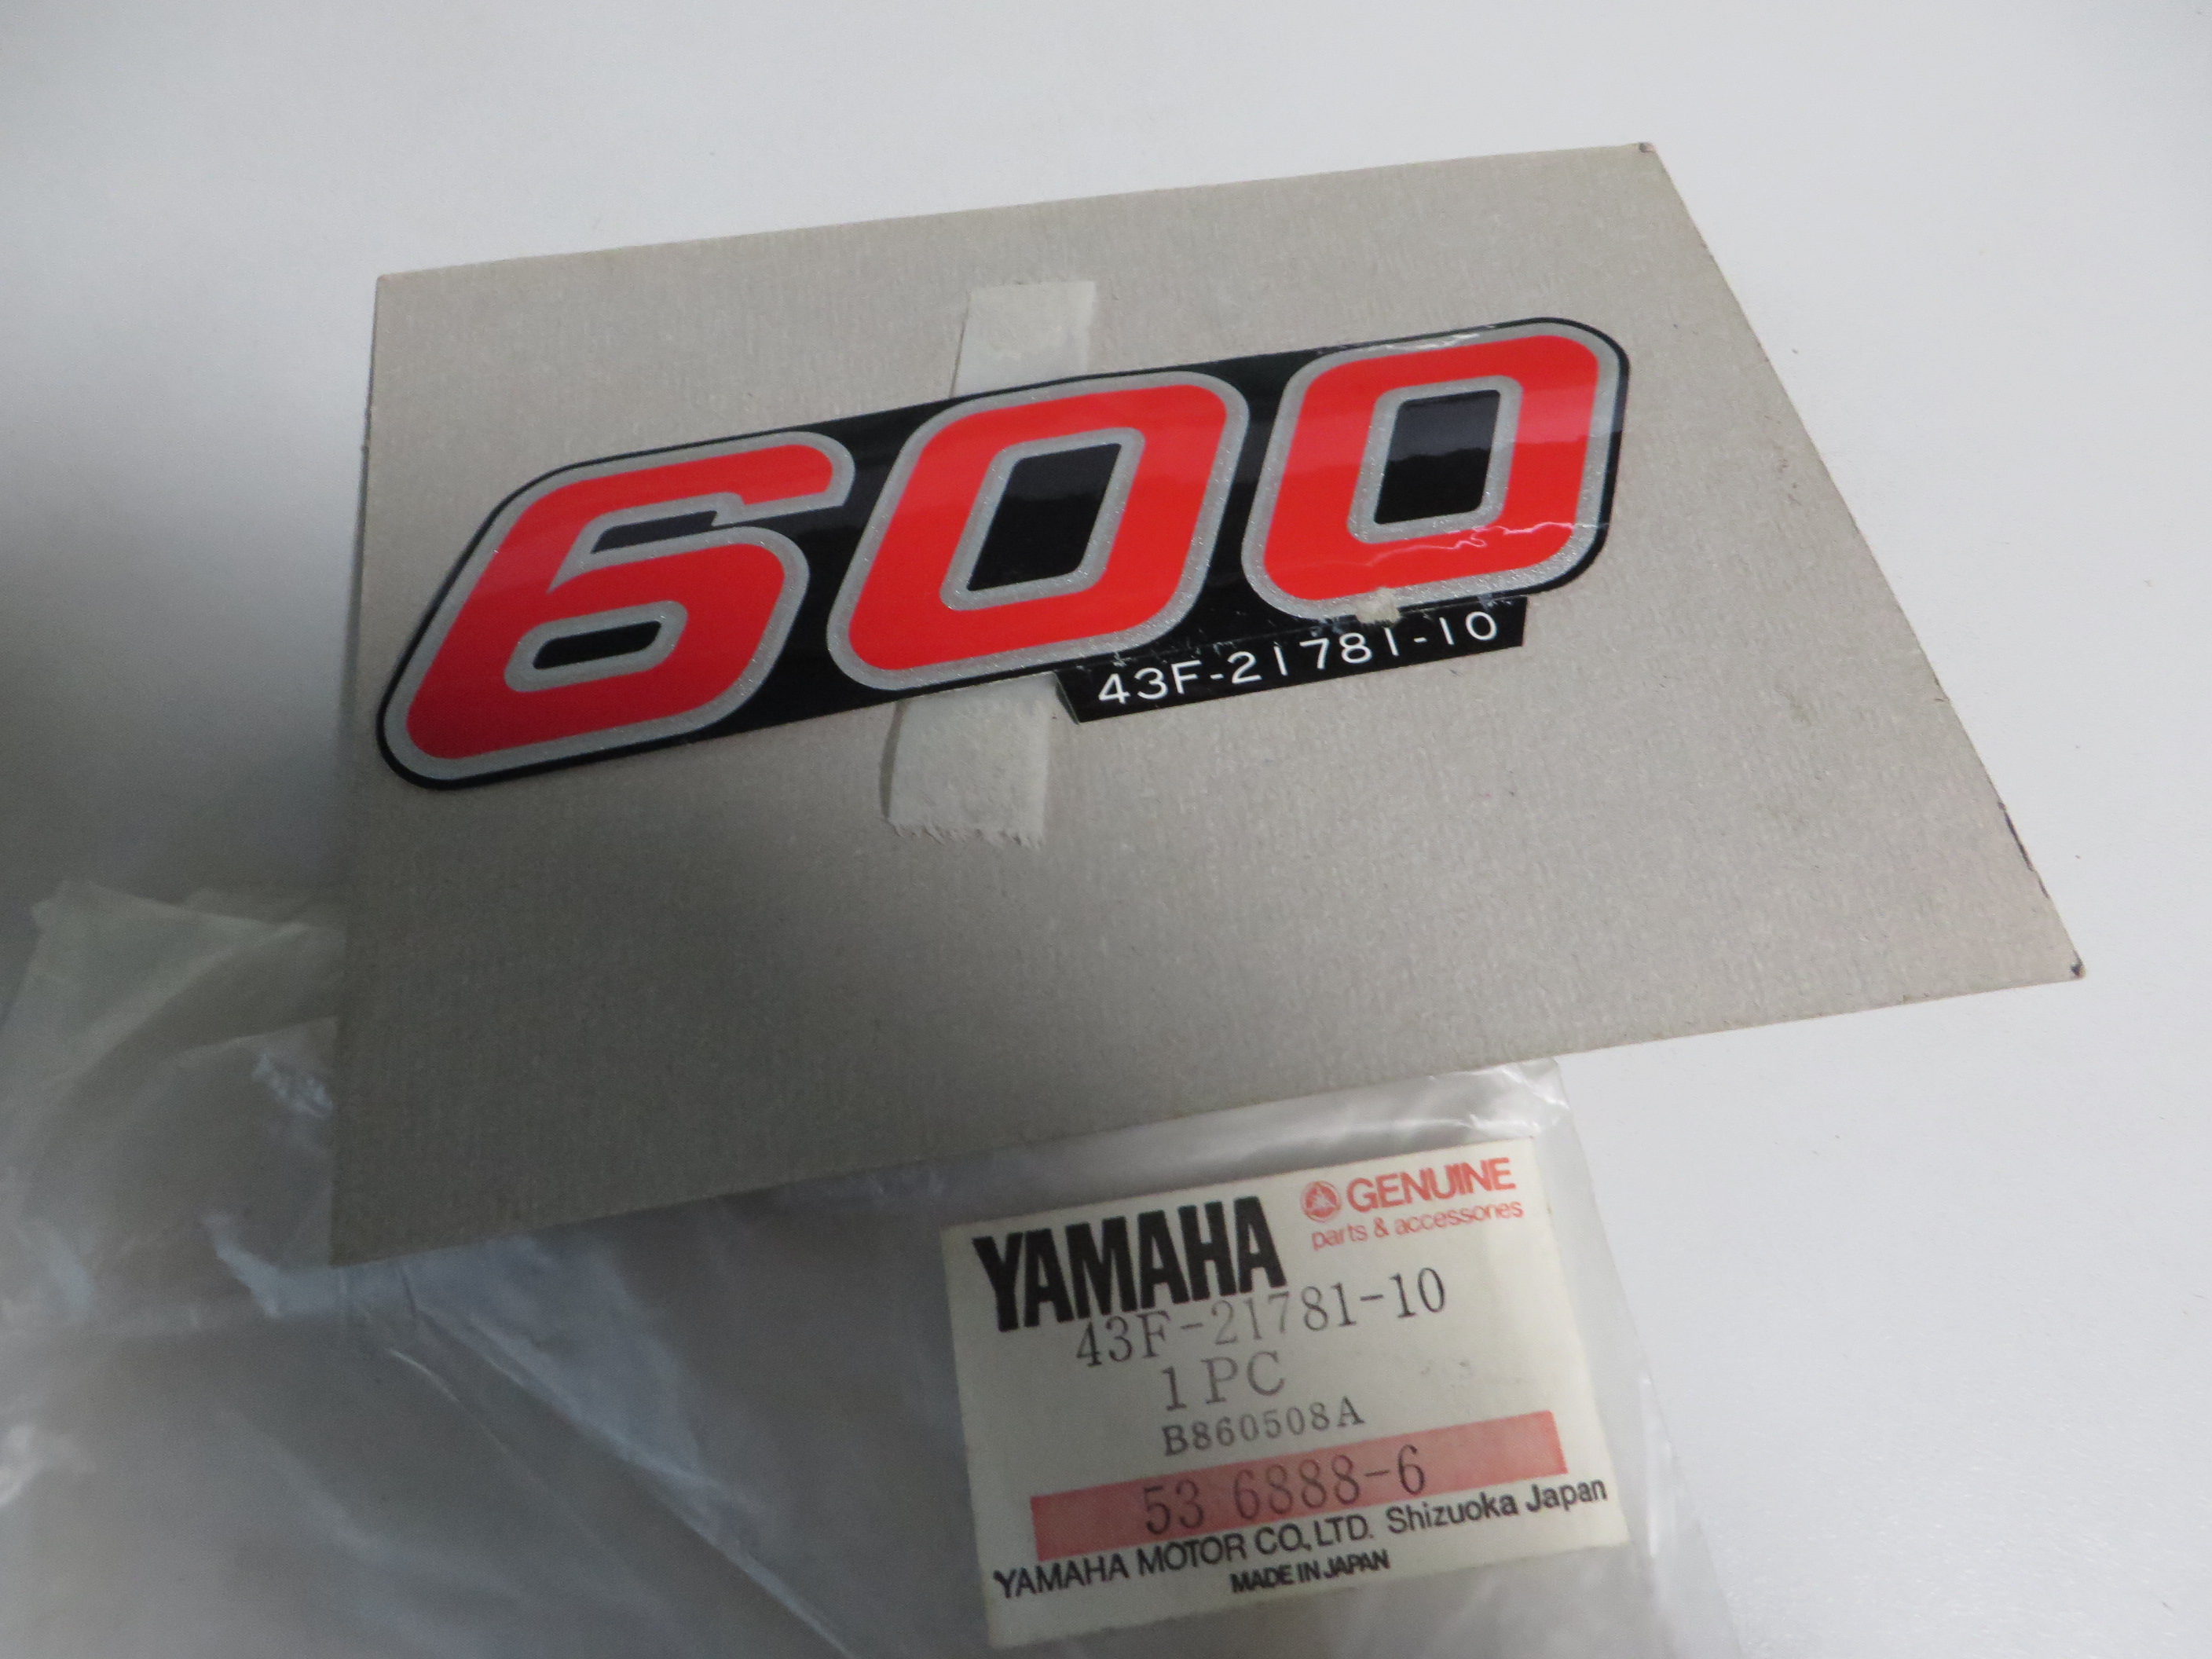 600
43F-21781-10
YAMAHA
GENUINE
parts & accessories
43F-21781-10
1PC
B860508A
53 6888-6
YAMAHA MOTOR CO., LTD. Shizuoka Japan
MADE IN JAPAN